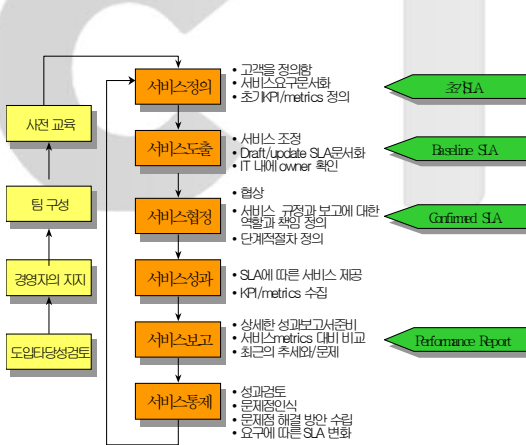 서비스정의
• 고객을 정의함
• 서비스요구문서화
• 초기KPI/metrics 정의
초기SLA
사전 교육
서비스도출
• 서비스 조정
• Draft/update SLA문서화
• IT 내에 owner 확인
Baseline SLA
팀 구성
서비스협정
• 협상
• 서비스 규정과 보고에 대한
역할과 책임 정의
• 단계적절차 정의
Confirmed SLA
경영자의 지지
서비스성과
• SLA에 따른 서비스 제공
• KPI/metrics 수집
도입타당성검토
서비스보고
• 상세한 성과보고서준비
• 서비스metrics 대비 비교
• 최근의 추세와/문제
Performance Report
서비스통제
• 성과검토
• 문제점인식
• 문제점 해결 방안 수립
• 요구에 따른 SLA 변화